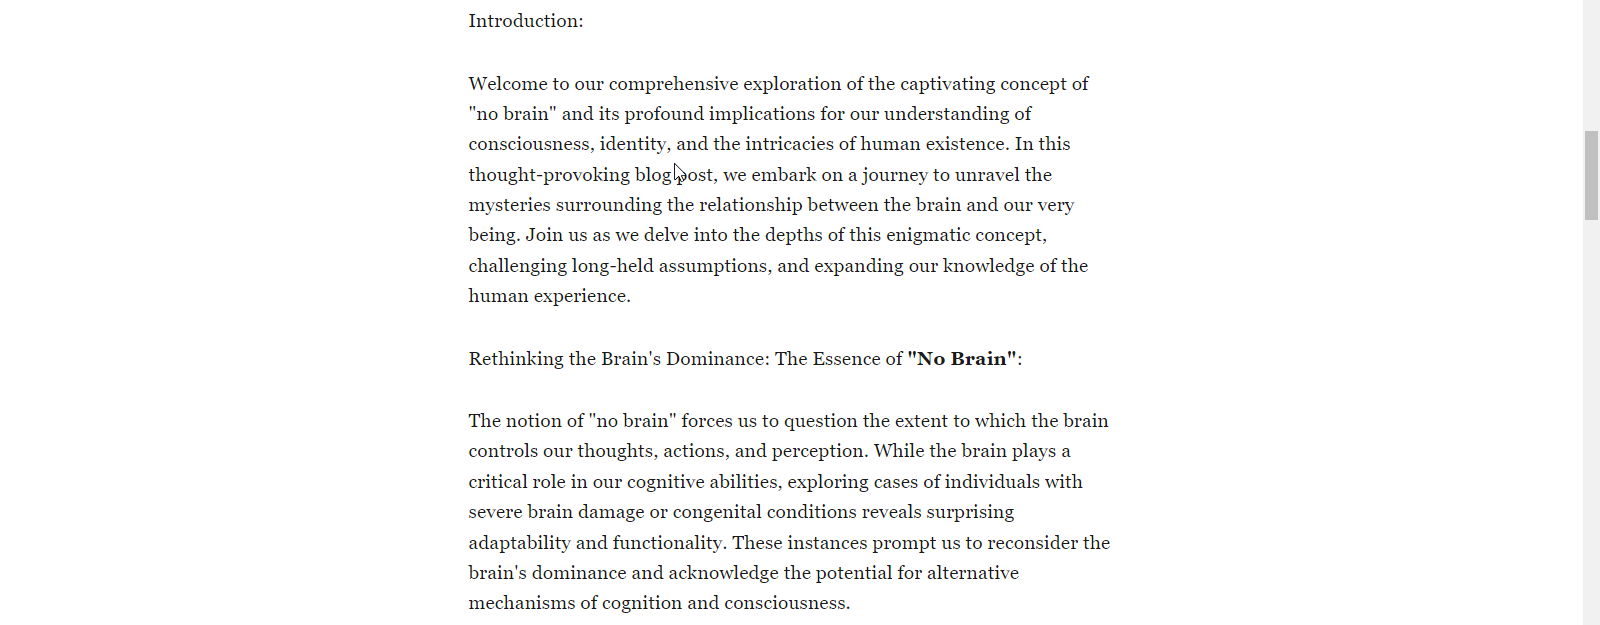 Introduction:
Welcome to our comprehensive exploration of the captivating concept of
"no brain" and its profound implications for our understanding of
consciousness, identity, and the intricacies of human existence. In this
thought-provoking blog post, we embark on a journey to unravel the
mysteries surrounding the relationship between the brain and our very
being. Join us as we delve into the depths of this enigmatic concept,
challenging long-held assumptions, and expanding our knowledge of the
human experience.
Rethinking the Brain's Dominance: The Essence of "No Brain":
The notion of "no brain" forces us to question the extent to which the brain
controls our thoughts, actions, and perception. While the brain plays a
critical role in our cognitive abilities, exploring cases of individuals with
severe brain damage or congenital conditions reveals surprising
adaptability and functionality. These instances prompt us to reconsider the
brain's dominance and acknowledge the potential for alternative
mechanisms of cognition and consciousness.